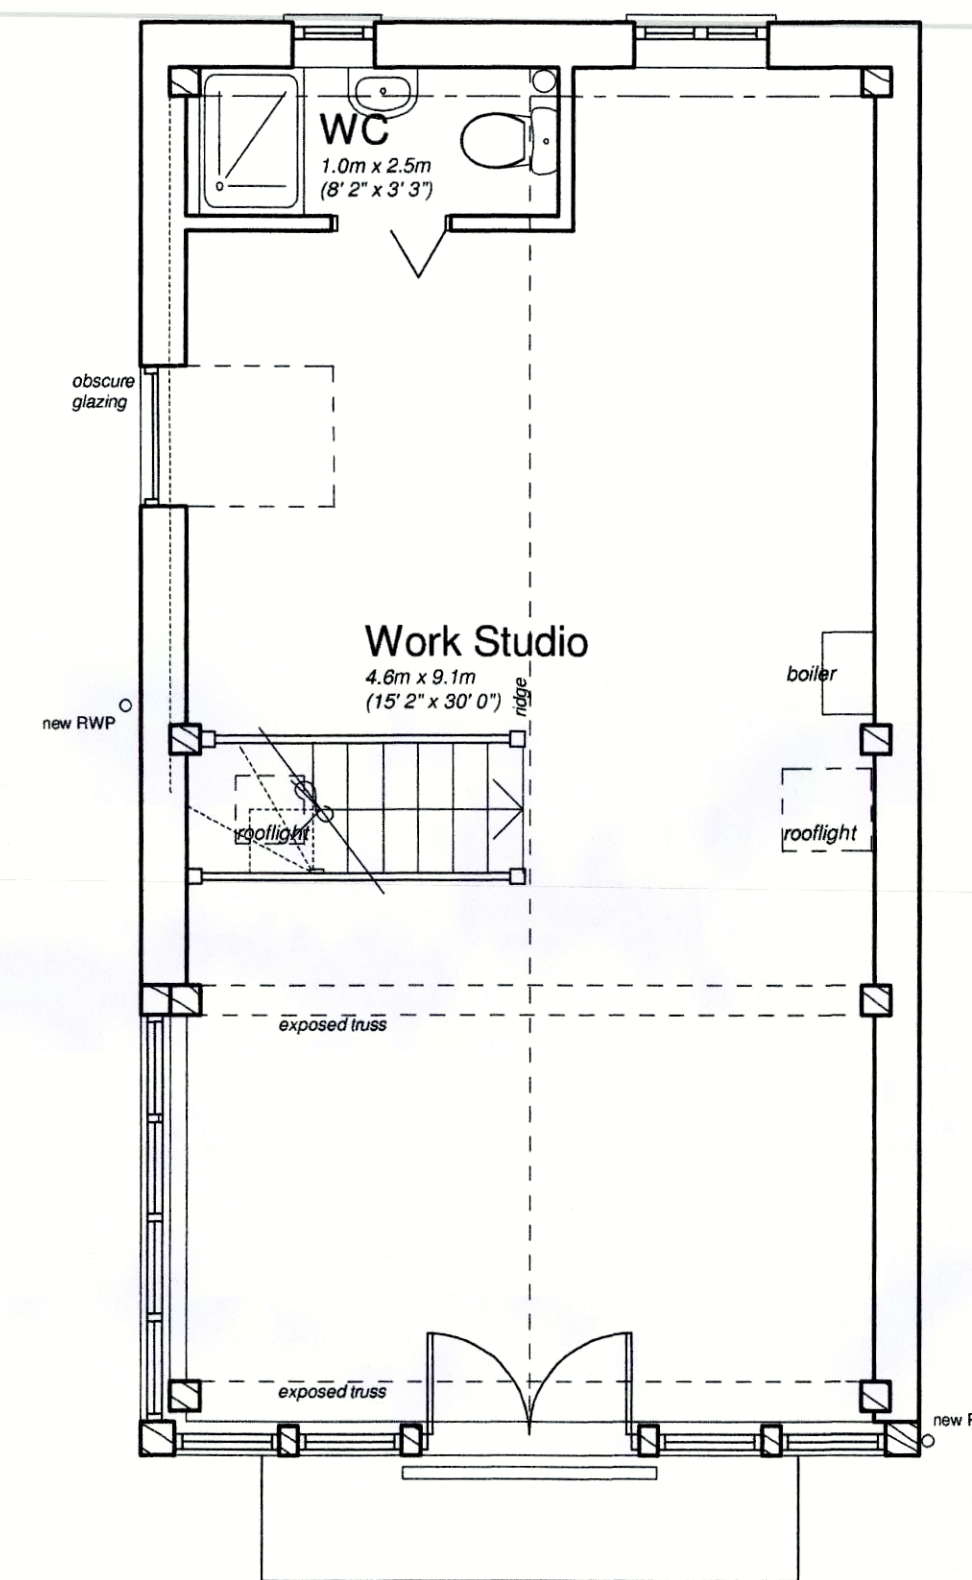 WC
1.0m x 2.5m
(8' 2" x 3' 3")
obscure
glazing
Work Studio
4.6m x 9.1m
(15' 2" x 30' 0")
ridge
boiler
new RWP
rooflight
rooflight
exposed truss
exposed truss
new